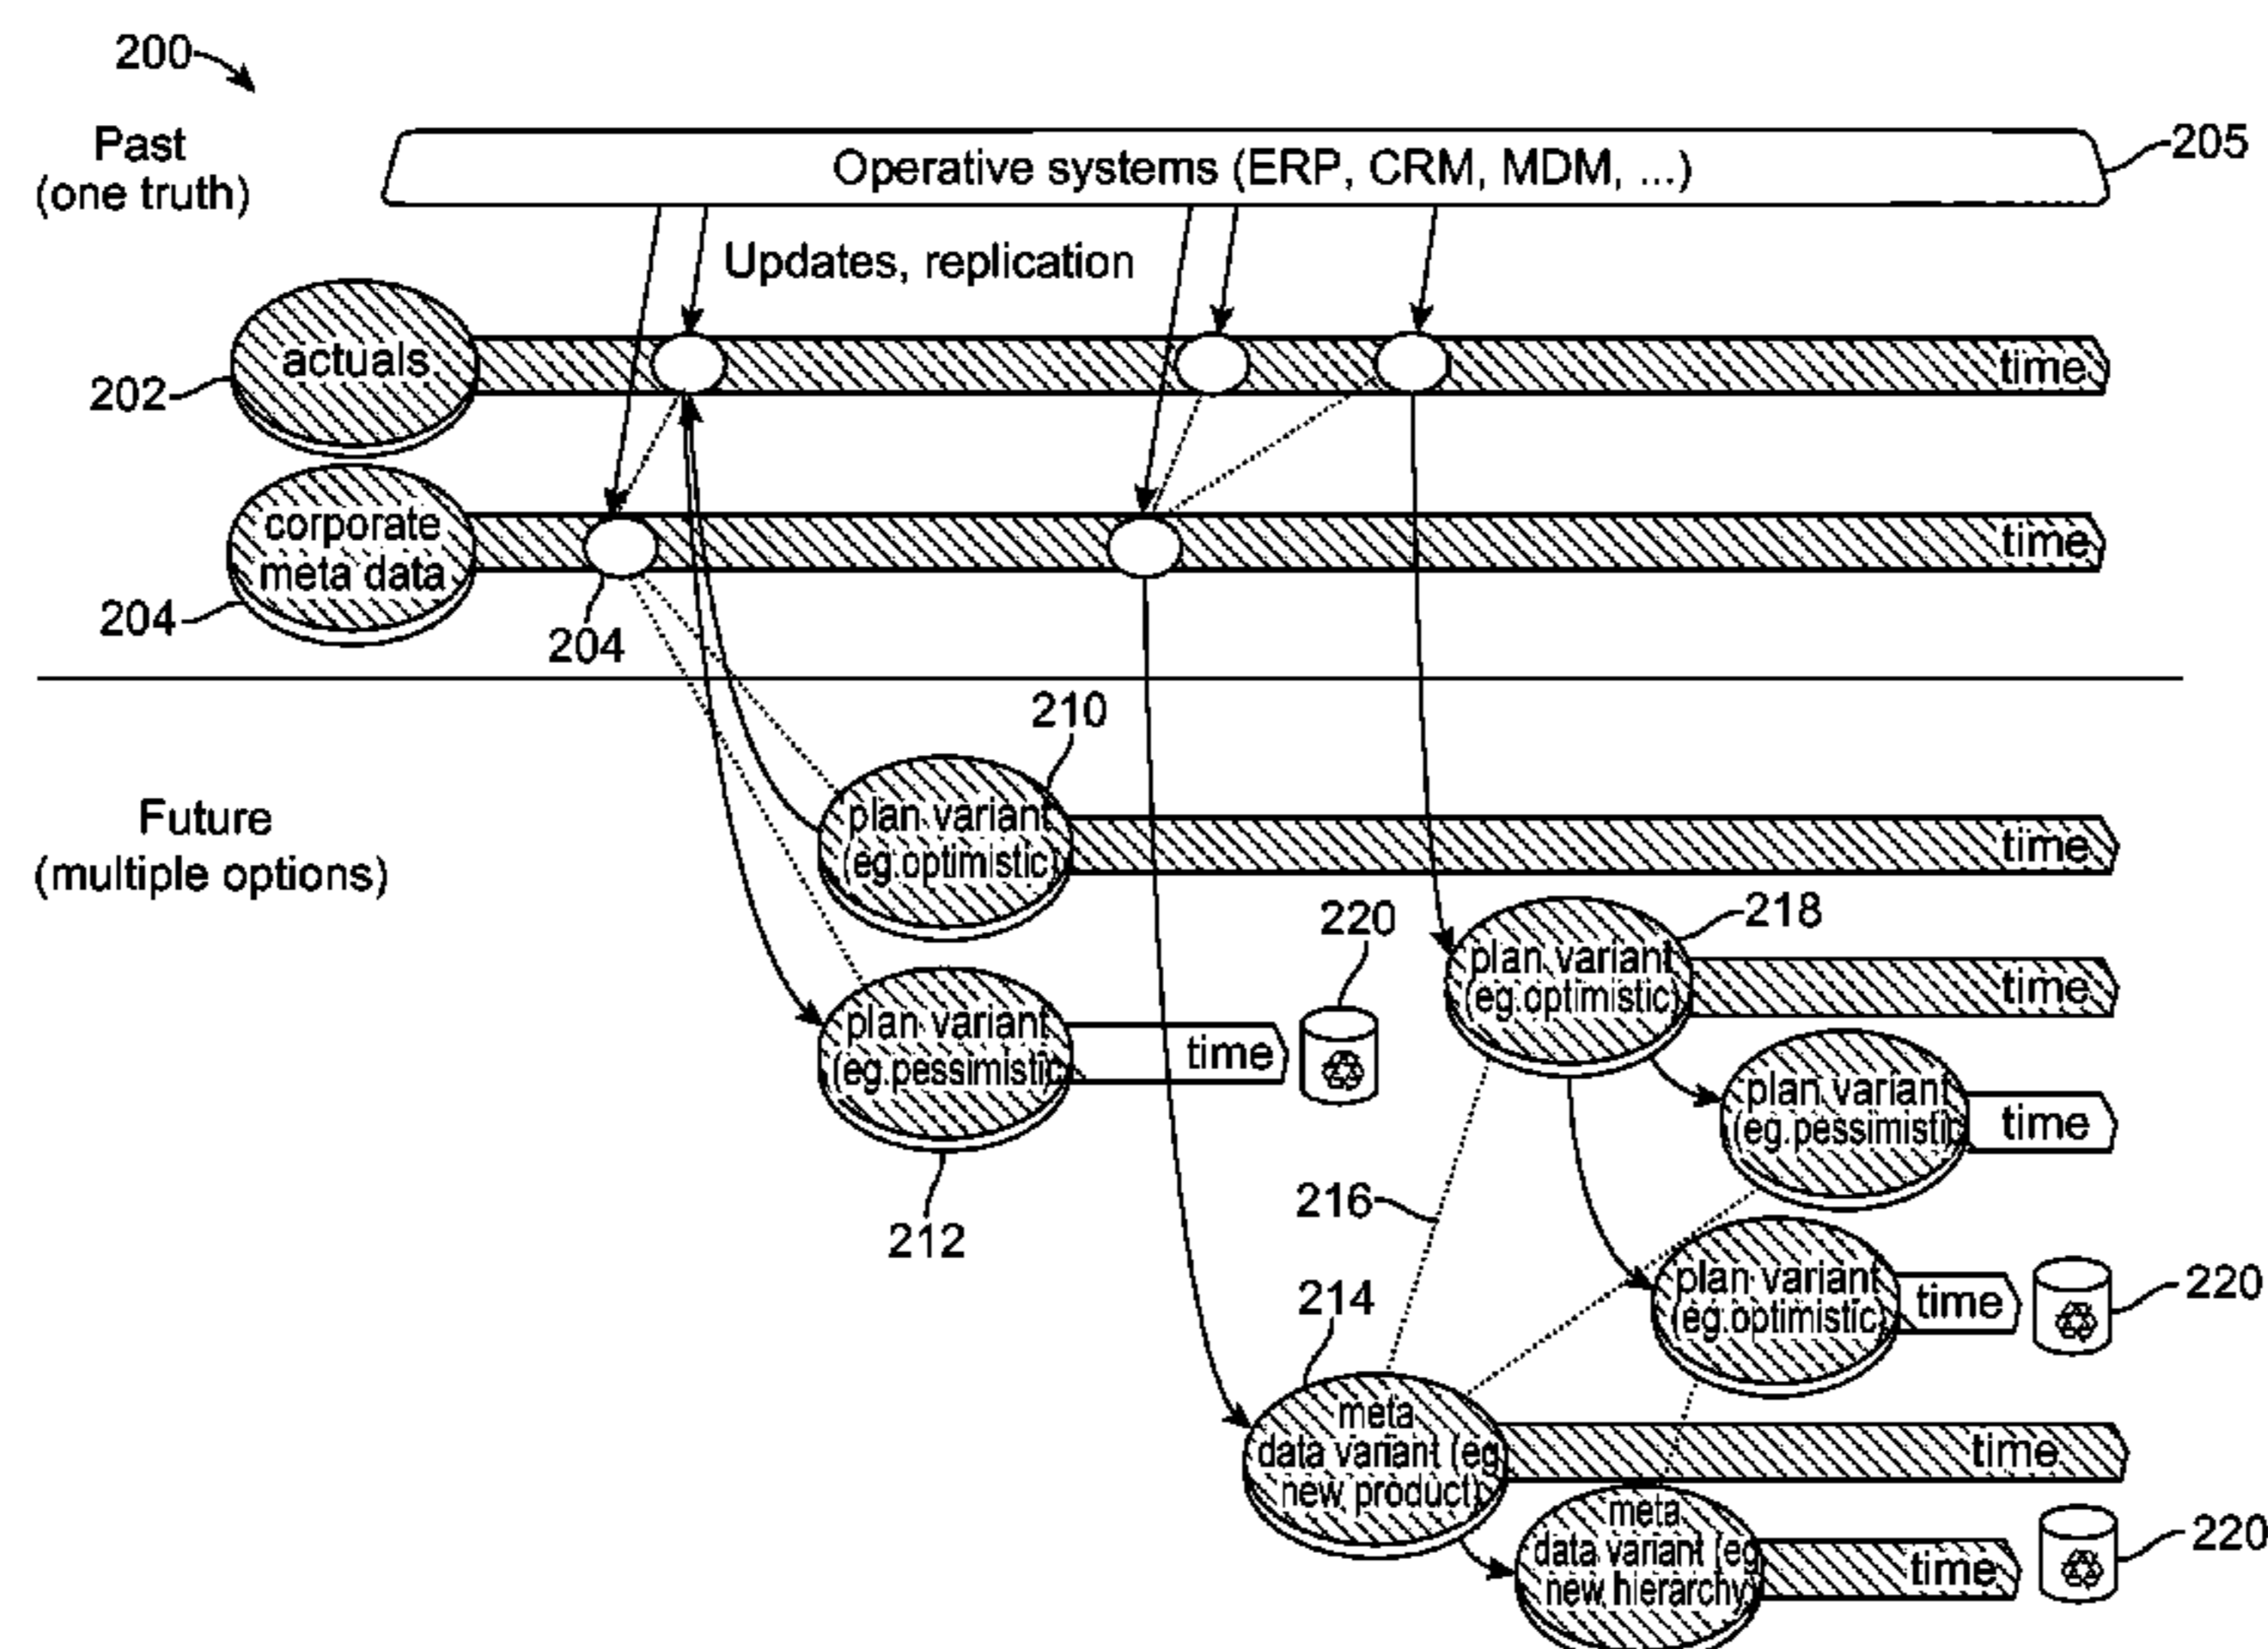 200
Past
(one truth)
Operative systems (ERP, CRM, MDM, ...)
205
Updates, replication
actuals
time
202
corporate
meta data
time
204
204
210
Future
(multiple options)
plan variant
(eg.optimistic)
time
220
218
plan variant
(eg.optimistic)
time
plan variant
(eg.pessimistic
time
212
plan variant
(eg.pessimistic
time
216
plan variant
(eg.optimistic
time
220
214
meta
data variant (eg
new product)
time
meta
data variant (eg
new hierarchy)
time
220